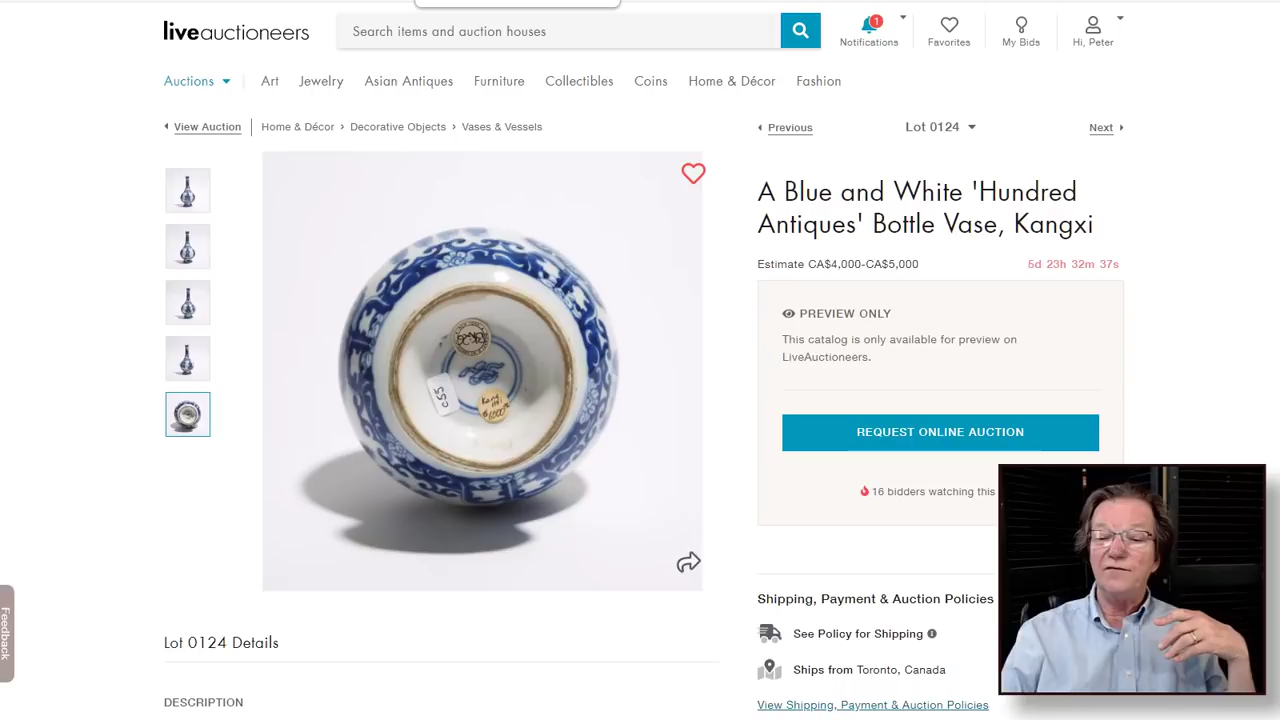 liveauctioneers
Search items and auction houses
1
Notifications
Favorites
My Bids
Hi, Peter
Auctions
Art
Jewelry
Asian Antiques
Furniture
Collectibles
Coins
Home & Décor
Fashion
View Auction
Home & Décor › Decorative Objects › Vases & Vessels
Previous
Lot 0124
Next
A Blue and White 'Hundred
Antiques' Bottle Vase, Kangxi
Estimate CA$4,000-CA$5,000
5d 23h 32m 37s
PREVIEW ONLY
This catalog is only available for preview on
LiveAuctioneers.
REQUEST ONLINE AUCTION
16 bidders watching this
C55
Kang
Hsi
Shipping, Payment & Auction Policies
See Policy for Shipping
Ships from Toronto, Canada
View Shipping, Payment & Auction Policies
Feedback
Lot 0124 Details
DESCRIPTION